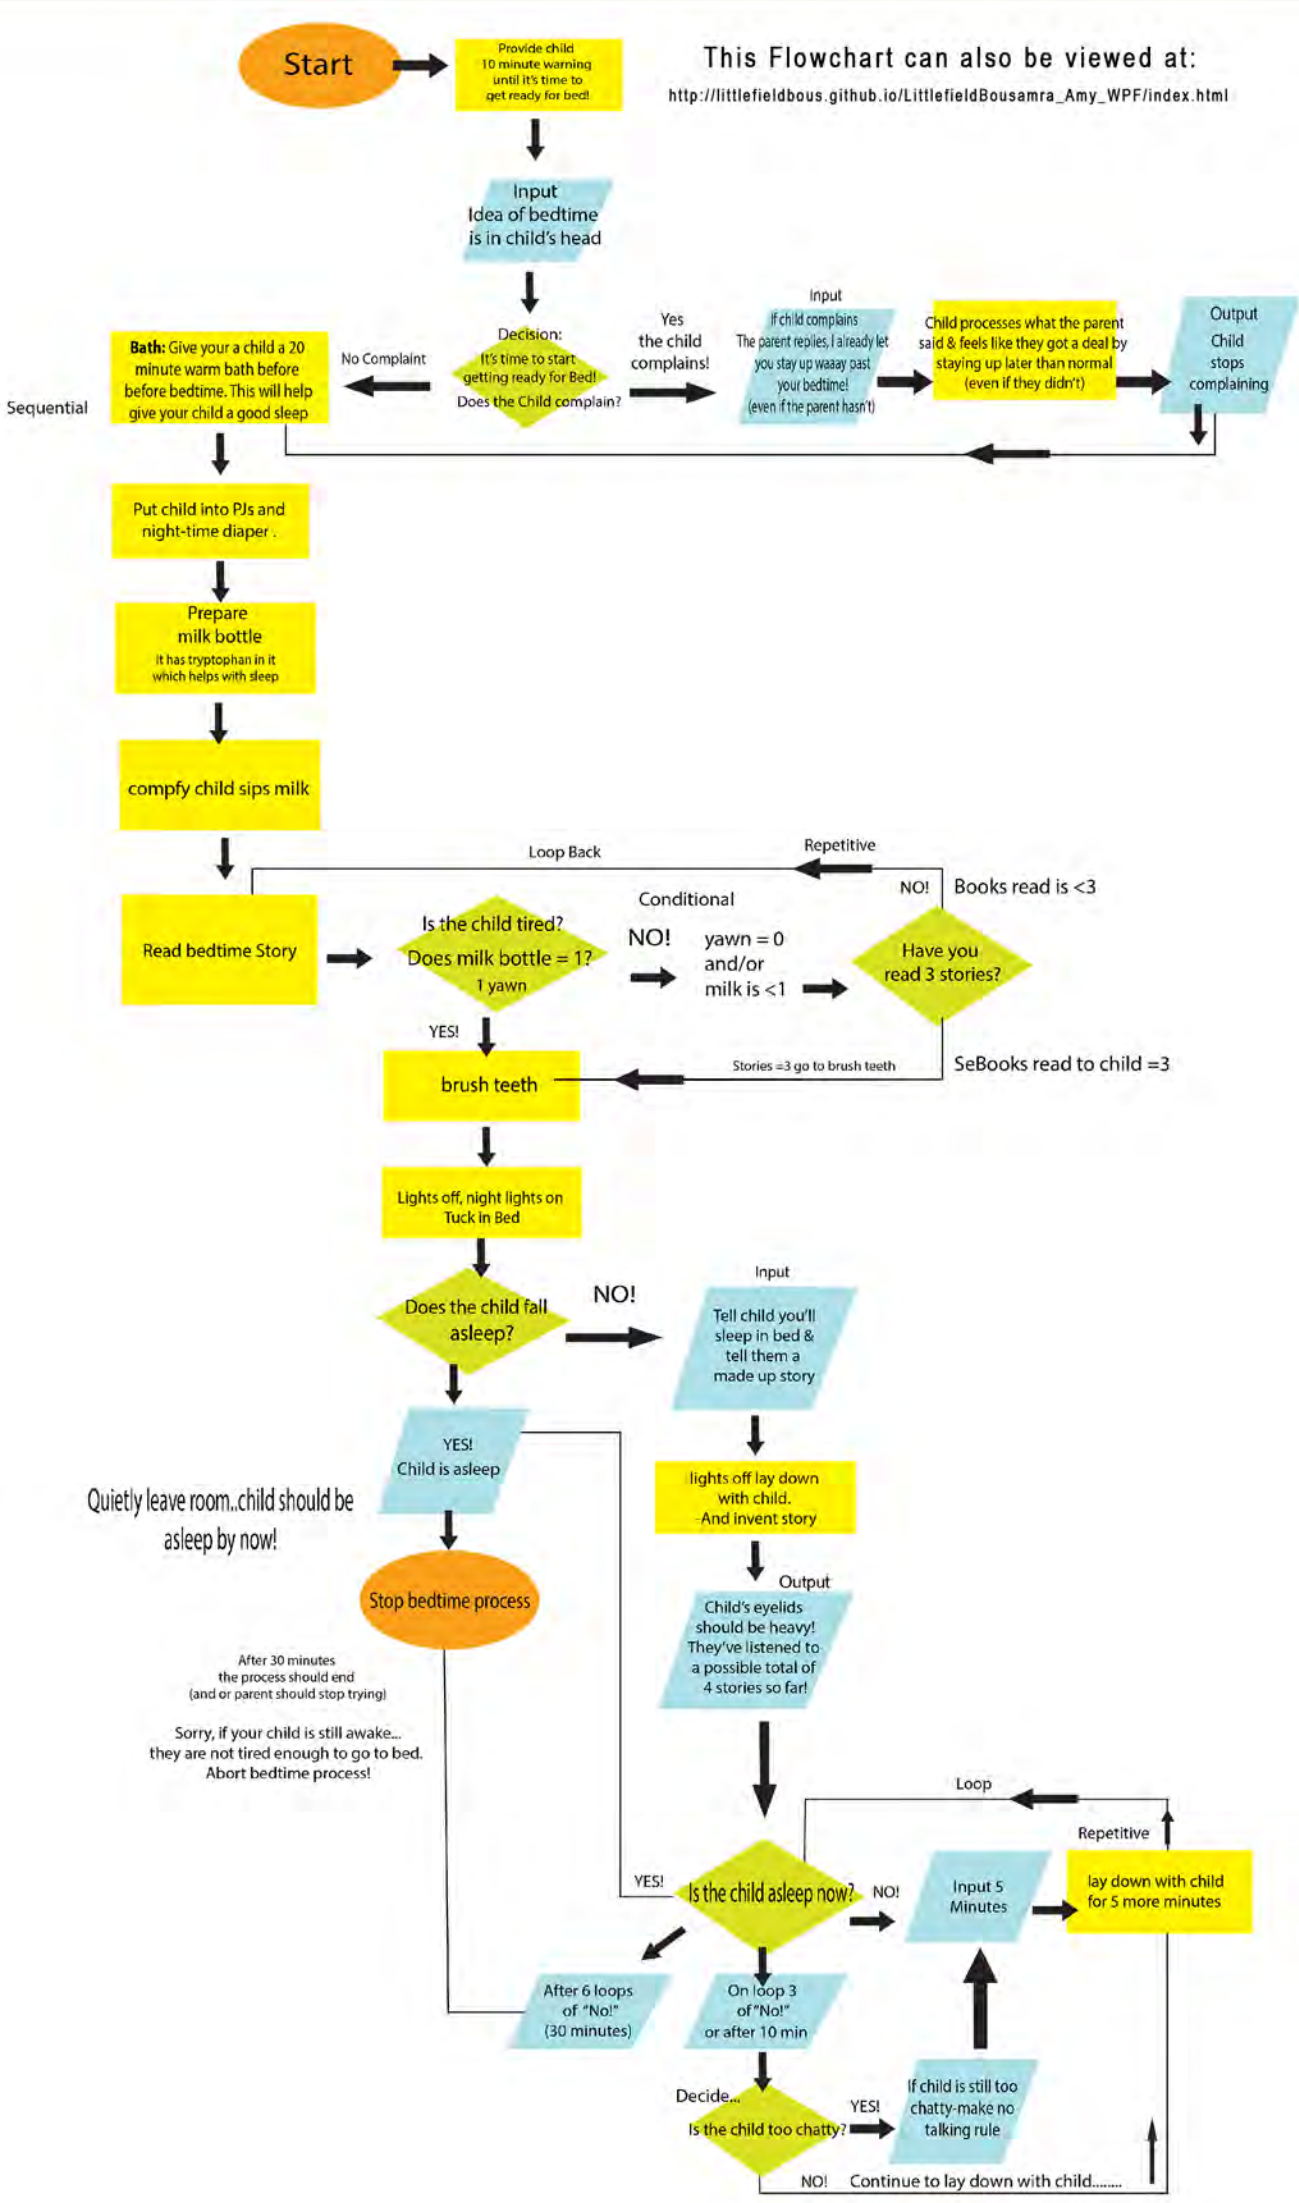 Start
Provide child
10 minute warning
until it's time to
get ready for bed!
This Flowchart can also be viewed at:
http://littlefieldbous.github.io/LittlefieldBousamra_Amy_WPF/index.html
Input
Idea of bedtime
is in child's head
Decision:
It's time to start
getting ready for Bed!
Does the Child complain?
No Complaint
Yes
the child
complains!
Input
If child complains
The parent replies, I already let
you stay up waaay past
your bedtime!
(even if the parent hasn't)
Child processes what the parent
said & feels like they got a deal by
staying up later than normal
(even if they didn't)
Output
Child
stops
complaining
Sequential
Bath: Give your a child a 20
minute warm bath before
before bedtime. This will help
give your child a good sleep
Put child into PJs and
night-time diaper .
Prepare
milk bottle
it has tryptophan in it
which helps with sleep
compfy child sips milk
Loop Back
Repetitive
Read bedtime Story
Is the child tired?
Does milk bottle = 1?
1 yawn
Conditional
NO!
yawn = 0
and/or
milk is <1
NO!
Books read is <3
Have you
read 3 stories?
YES!
brush teeth
Stories =3 go to brush teeth
SeBooks read to child =3
Lights off, night lights on
Tuck in Bed
Does the child fall
asleep?
NO!
Input
Tell child you'll
sleep in bed &
tell them a
made up story
YES!
Child is asleep
lights off lay down
with child.
-And invent story
Quietly leave room..child should be
asleep by now!
Stop bedtime process
Output
Child's eyelids
should be heavy!
They've listened to
a possible total of
4 stories so far!
After 30 minutes
the process should end
(and or parent should stop trying)
Sorry, if your child is still awake...
they are not tired enough to go to bed.
Abort bedtime process!
Loop
Repetitive
YES!
Is the child asleep now?
NO!
Input 5
Minutes
lay down with child
for 5 more minutes
After 6 loops
of "No!"
(30 minutes)
On loop 3
of "No!"
or after 10 min
Decide...
Is the child too chatty?
YES!
If child is still too
chatty-make no
talking rule
NO!
Continue to lay down with child........